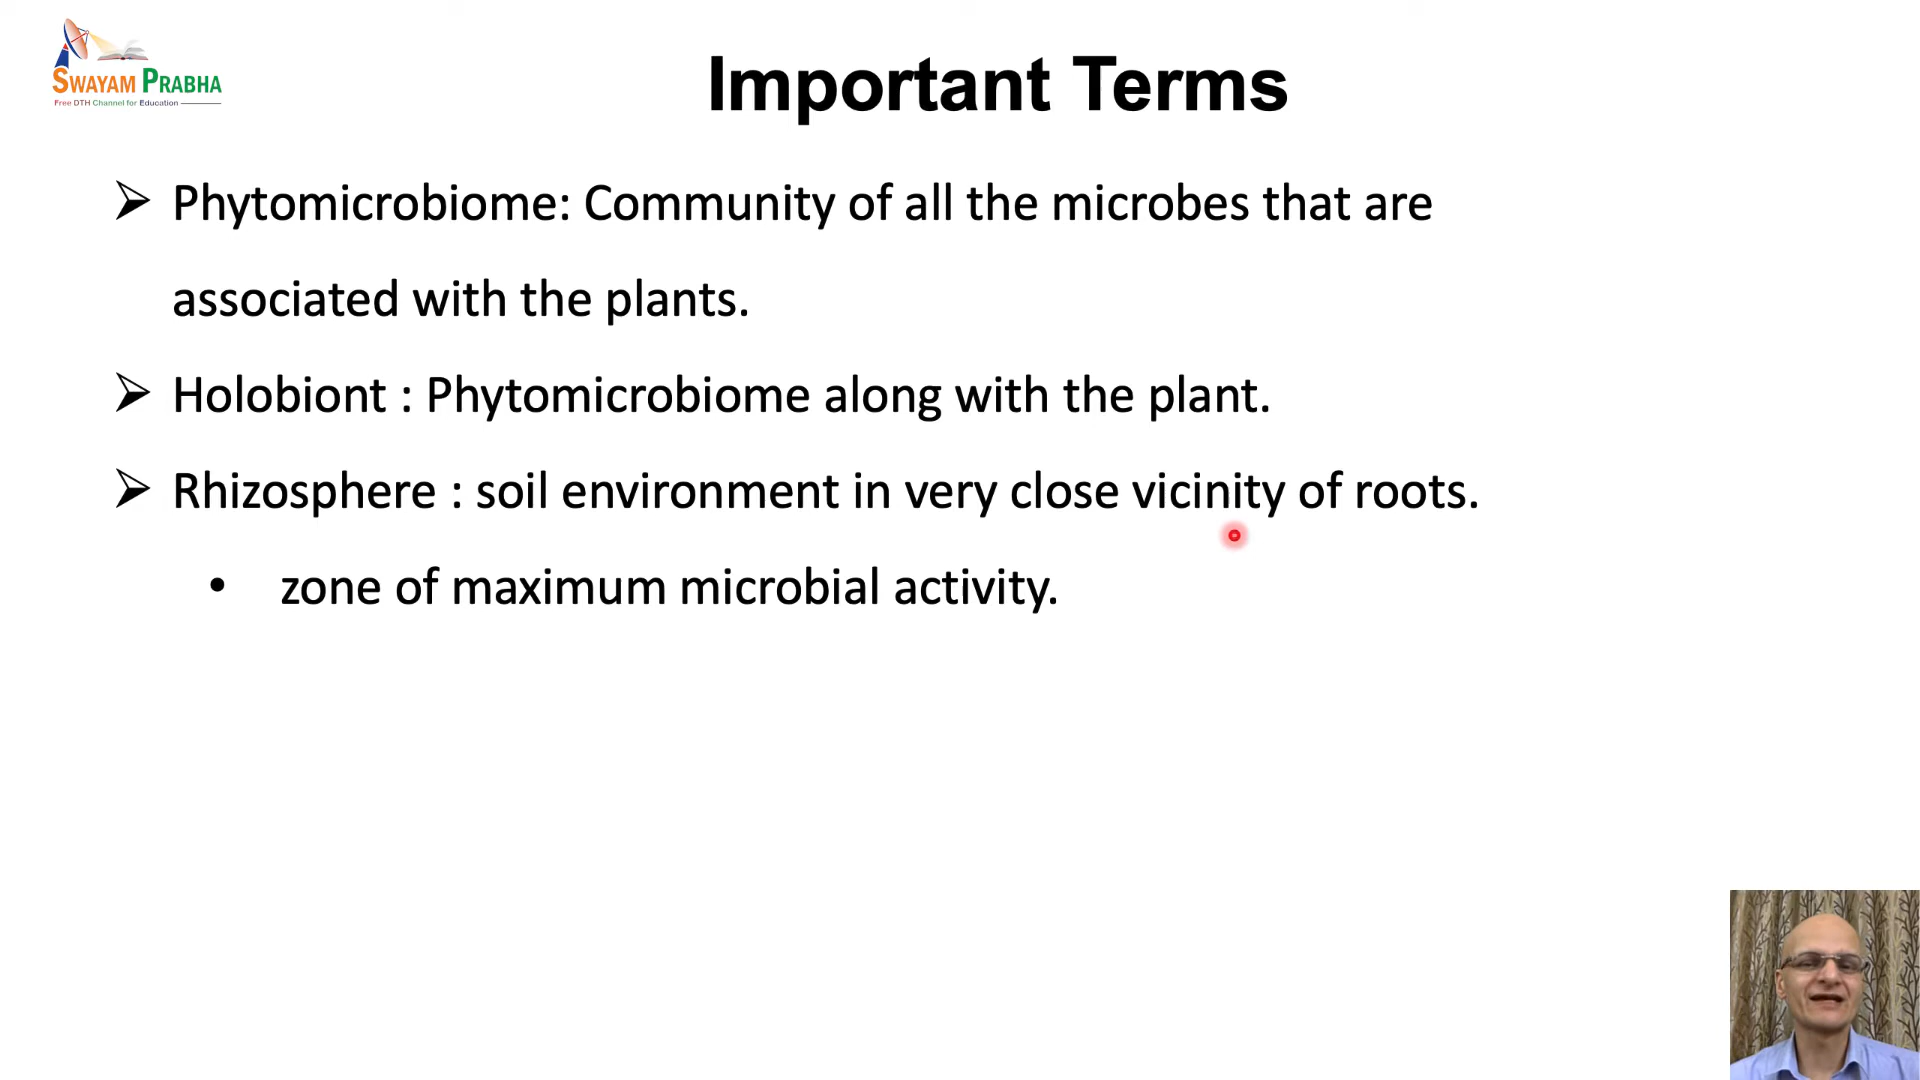 SWAYAM PRABHA
Free DTH Channel for Education
Important Terms
➢ Phytomicrobiome: Community of all the microbes that are
associated with the plants.
➢ Holobiont : Phytomicrobiome along with the plant.
➢ Rhizosphere : soil environment in very close vicinity of roots.
• zone of maximum microbial activity.